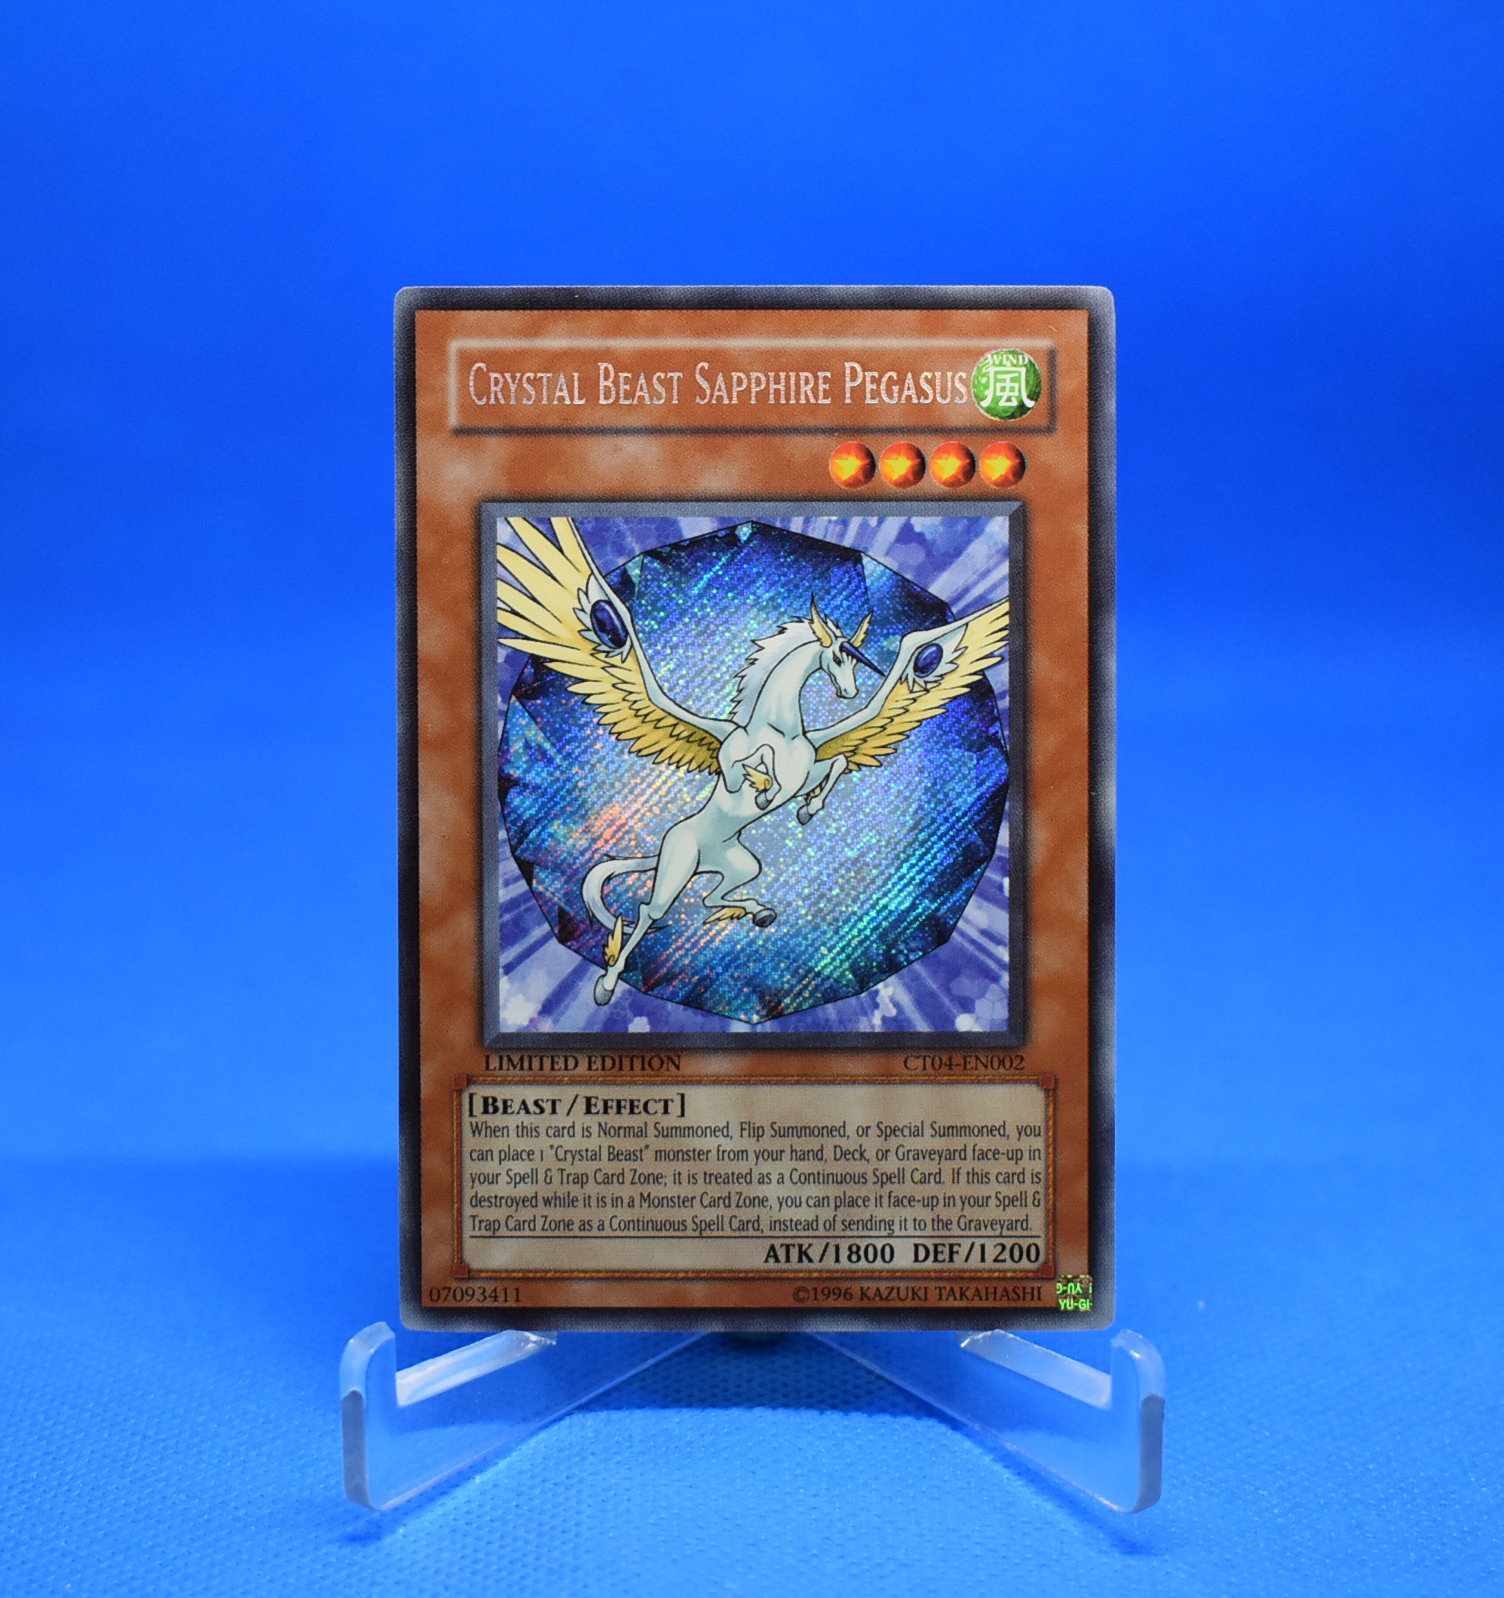 CRYSTAL BEAST SAPPHIRE PEGASUS
WIND
風
LIMITED EDITION CT04-EN002
[BEAST/EFFECT]
When this card is Normal Summoned, Flip Summoned, or Special Summoned, you
can place 1 "Crystal Beast" monster from your hand, Deck, or Graveyard face-up in
your Spell & Trap Card Zone; it is treated as a Continuous Spell Card. If this card is
destroyed while it is in a Monster Card Zone, you can place it face-up in your Spell &
Trap Card Zone as a Continuous Spell Card, instead of sending it to the Graveyard.
ATK/1800 DEF/1200
07093411 ©1996 KAZUKI TAKAHASHI
YU-GI-